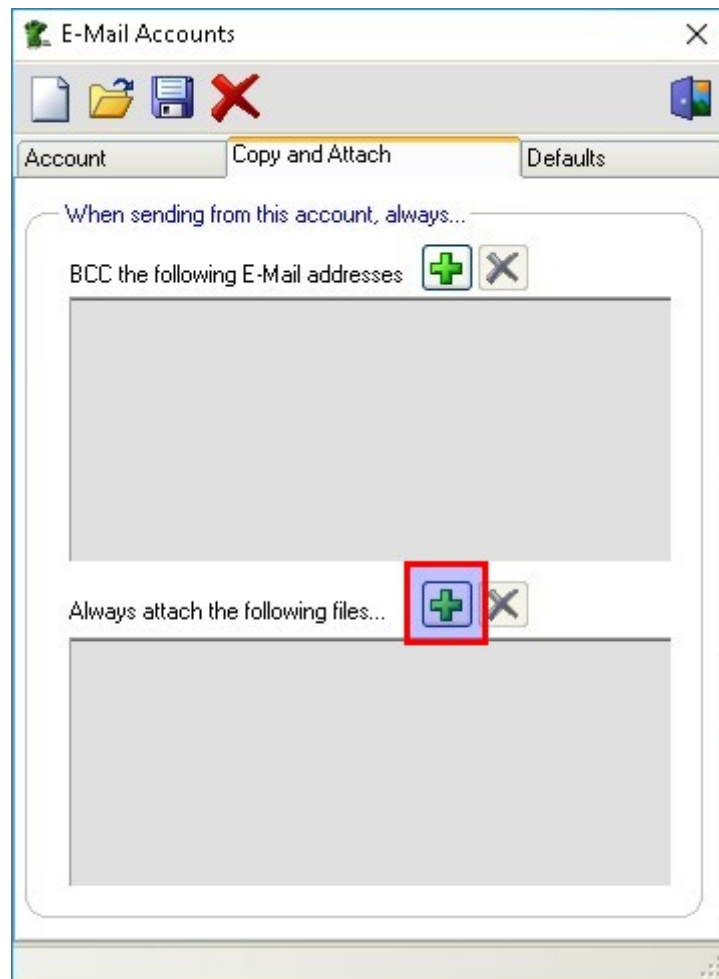 E-Mail Accounts
Account Copy and Attach Defaults
When sending from this account, always...
BCC the following E-Mail addresses
Always attach the following files...